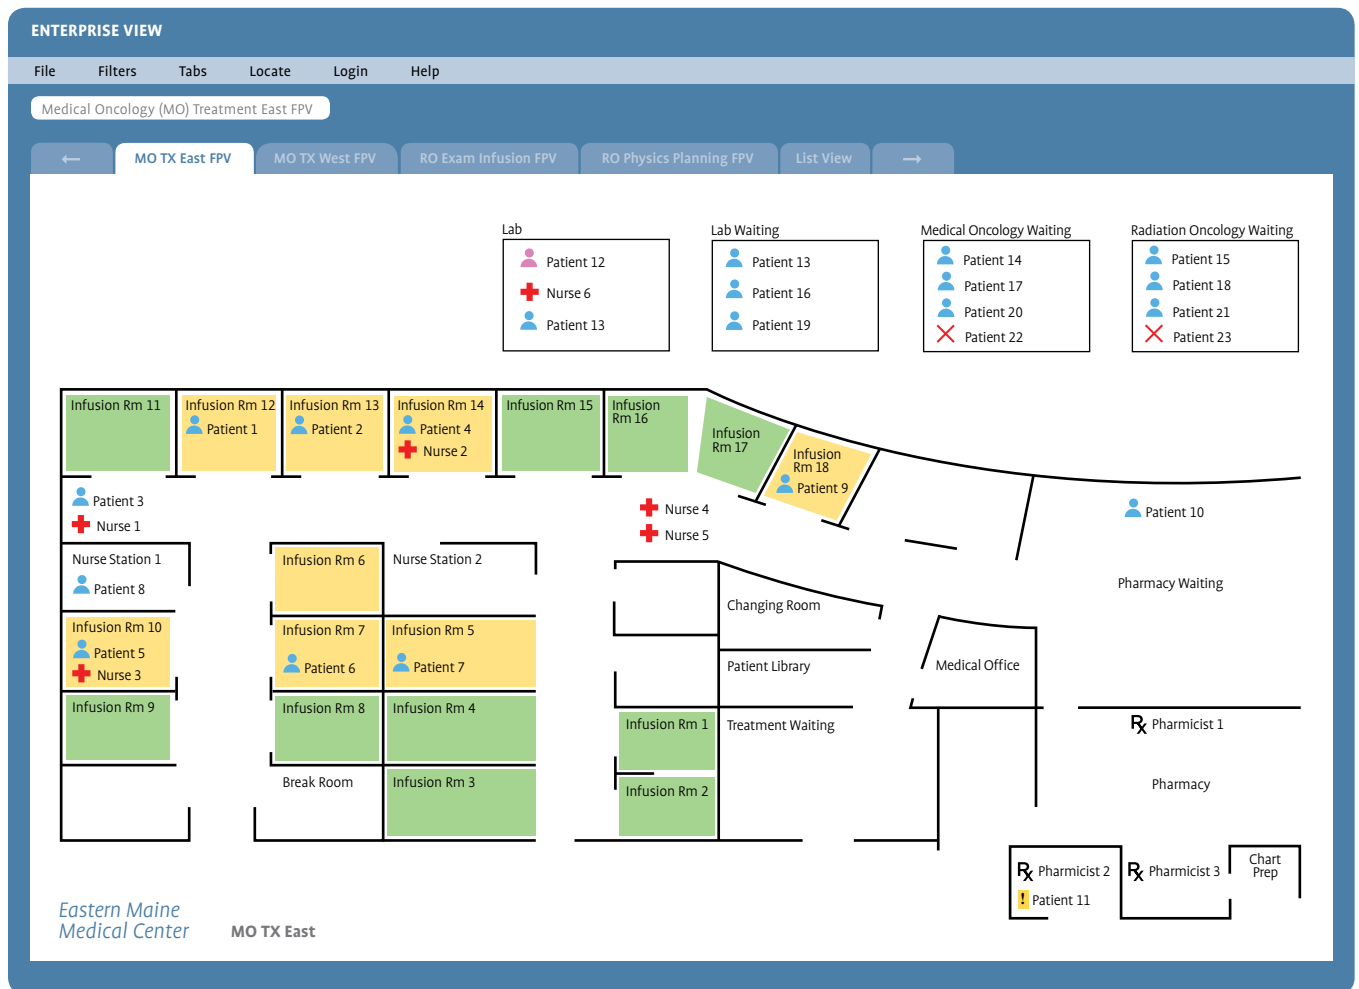 ENTERPRISE VIEW
File Filters Tabs Locate Login Help
Medical Oncology (MO) Treatment East FPV
← MO TX East FPV MO TX West FPV RO Exam Infusion FPV RO Physics Planning FPV List View →
Lab
Patient 12
Nurse 6
Patient 13
Lab Waiting
Patient 13
Patient 16
Patient 19
Medical Oncology Waiting
Patient 14
Patient 17
Patient 20
Patient 22
Radiation Oncology Waiting
Patient 15
Patient 18
Patient 21
Patient 23
Infusion Rm 11
Infusion Rm 12
Patient 1
Infusion Rm 13
Patient 2
Infusion Rm 14
Patient 4
Nurse 2
Infusion Rm 15
Infusion
Rm 16
Infusion
Rm 17
Infusion
Rm 18
Patient 9
Patient 3
Nurse 1
Nurse 4
Nurse 5
Patient 10
Pharmacy Waiting
Nurse Station 1
Patient 8
Infusion Rm 6
Nurse Station 2
Changing Room
Infusion Rm 10
Patient 5
Nurse 3
Infusion Rm 7
Patient 6
Infusion Rm 5
Patient 7
Patient Library
Medical Office
Infusion Rm 9
Infusion Rm 8
Infusion Rm 4
Infusion Rm 1
Treatment Waiting
Rx Pharmicist 1
Break Room
Infusion Rm 3
Infusion Rm 2
Pharmacy
Rx Pharmicist 2
! Patient 11
Rx Pharmicist 3
Chart
Prep
Eastern Maine
Medical Center
MO TX East